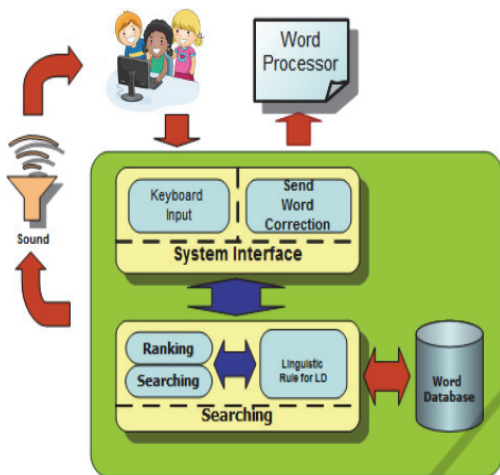 Word
Processor
Keyboard
Input
Send
Word
Correction
System Interface
Sound
Ranking
Searching
Linguistic
Rule for LD
Searching
Word
Database